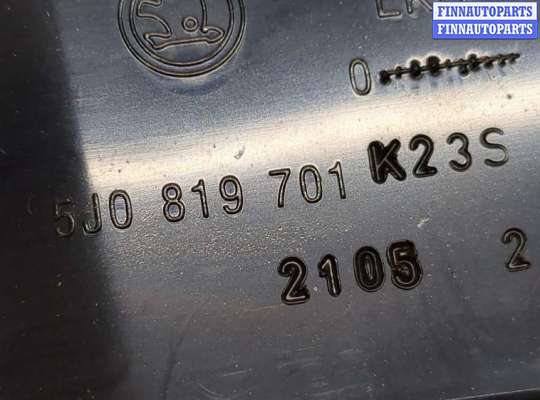 FINNAUTOPARTS
FINNAUTOPARTS
0
5J0 819 701 K23S
2105 2